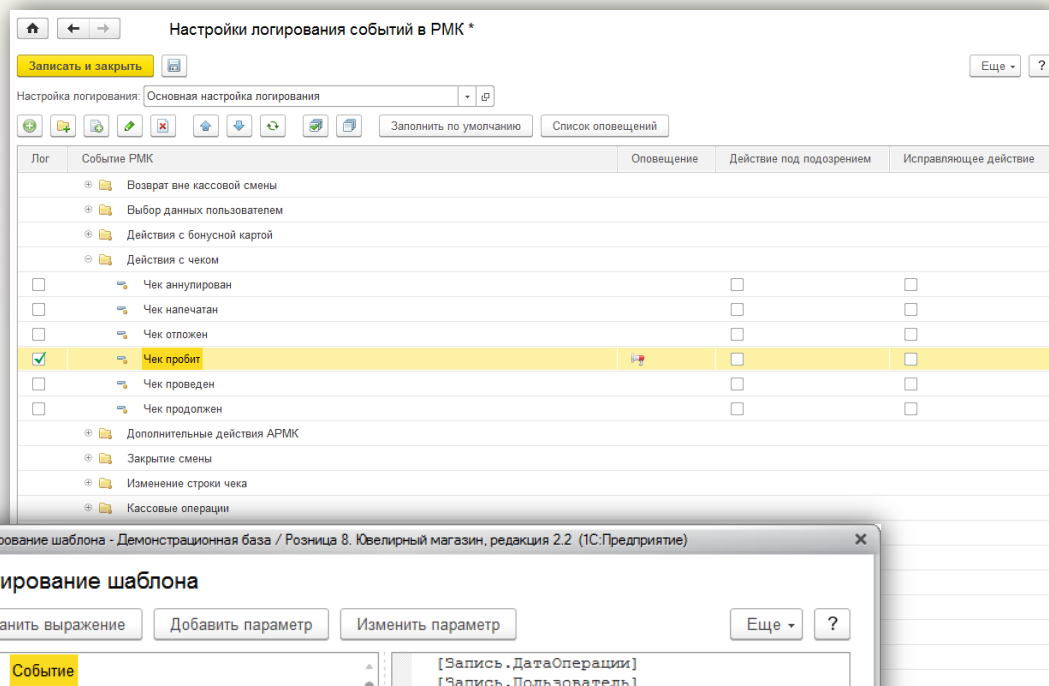 Настройки логирования событий в РМК *
Записать и закрыть
Еще
?
Настройка логирования: Основная настройка логирования
Заполнить по умолчанию Список оповещений
Лог Событие РМК Оповещение Действие под подозрением Исправляющее действие
Возврат вне кассовой смены
Выбор данных пользователем
Действия с бонусной картой
Действия с чеком
Чек аннулирован
Чек напечатан
Чек отложен
Чек пробит
Чек проведен
Чек продолжен
Дополнительные действия АРМК
Закрытие смены
Изменение строки чека
Кассовые операции
рование шаблона - Демонстрационная база / Розница 8. Ювелирный магазин, редакция 2.2 (1С:Предприятие)
ирование шаблона
анить выражение Добавить параметр Изменить параметр Еще ?
Событие
[Запись.ДатаОперации]
[Запись.Пользователь]